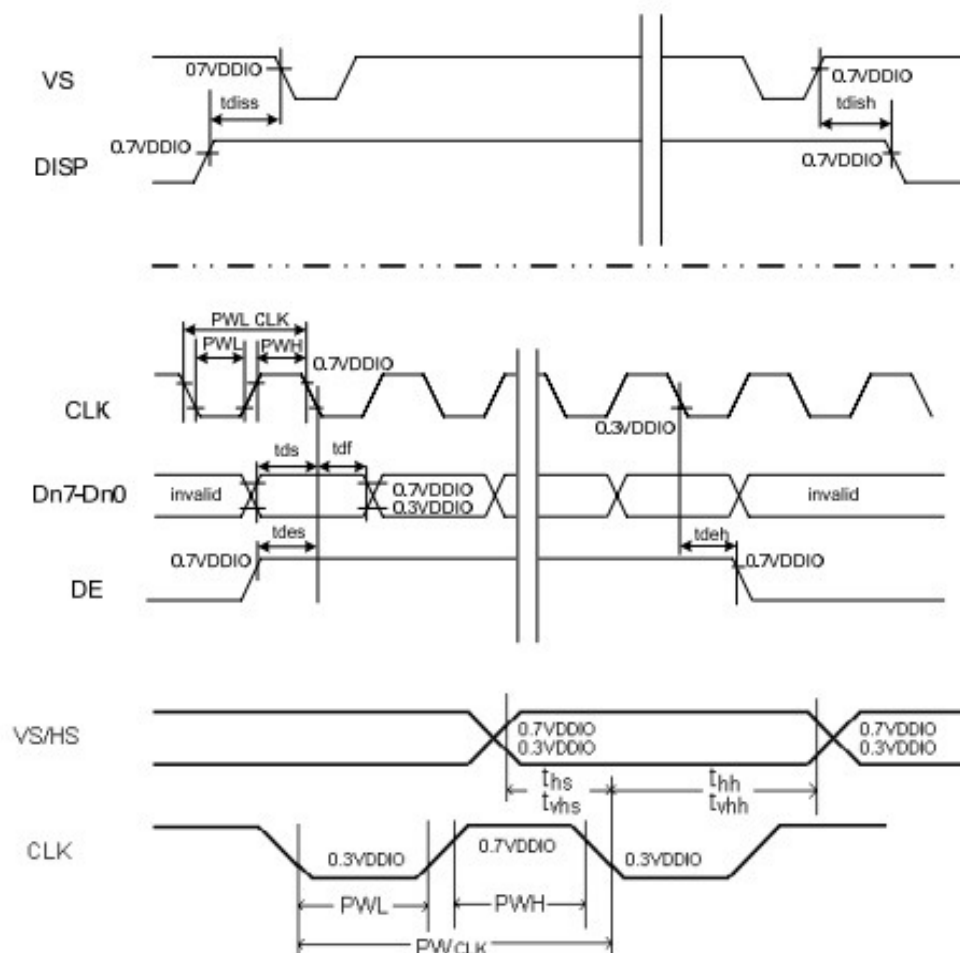 VS
07VDDIO
0.7VDDIO
tdiss
tdish
0.7VDDIO
0.7VDDIO
DISP
PWL CLK
PWL
PWH
0.7VDDIO
CLK
0.3VDDIO
tds
tdf
Dn7-Dn0
invalid
0.7VDDIO
0.3VDDIO
invalid
tdes
tdeh
0.7VDDIO
0.7VDDIO
DE
VS/HS
0.7VDDIO
0.3VDDIO
0.7VDDIO
0.3VDDIO
ths
tvhs
thh
tvhh
CLK
0.3VDDIO
0.7VDDIO
0.3VDDIO
PWL
PWH
PWCLK